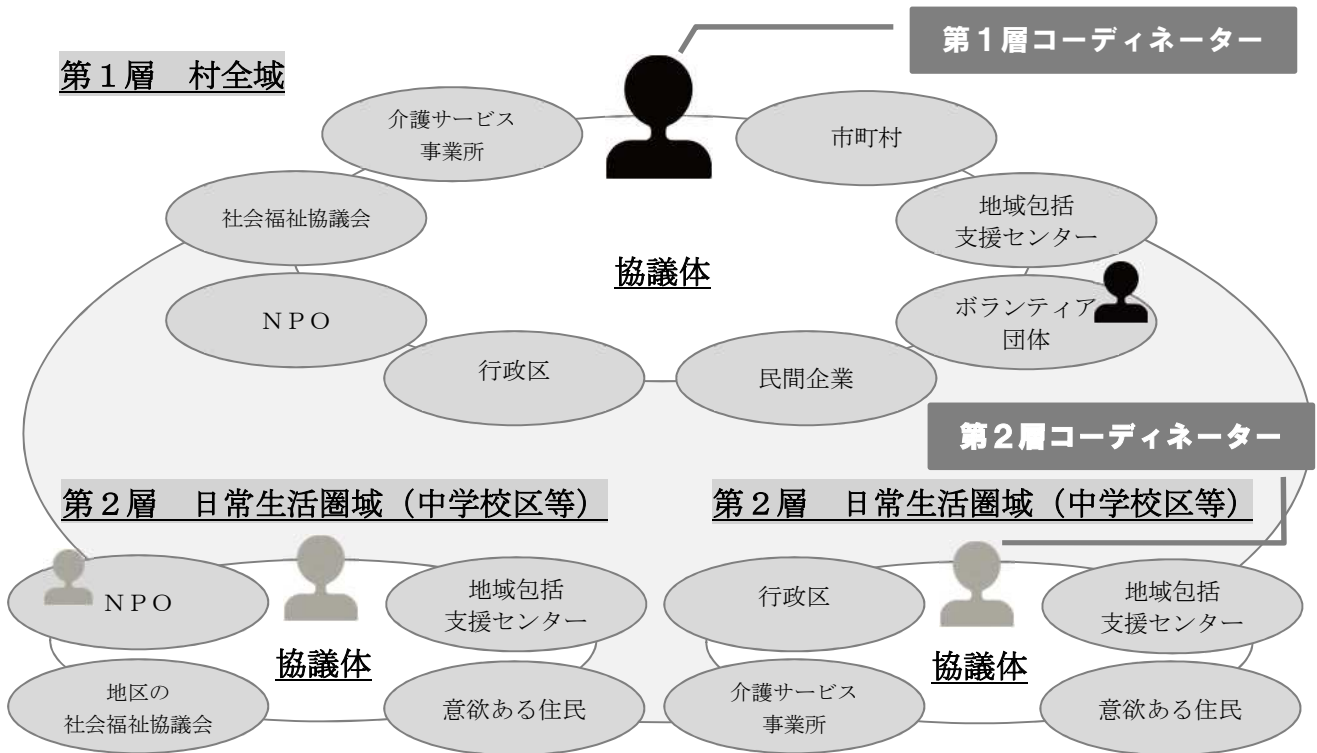 第１層コーディネーター
第１層　村全域
介護サービス
事業所
市町村
社会福祉協議会
地域包括
支援センター
協議体
ＮＰＯ
ボランティア
団体
行政区
民間企業
第２層コーディネーター
第２層　日常生活圏域（中学校区等）
第２層　日常生活圏域（中学校区等）
ＮＰＯ
地域包括
支援センター
協議体
地区の
社会福祉協議会
意欲ある住民
行政区
地域包括
支援センター
協議体
介護サービス
事業所
意欲ある住民